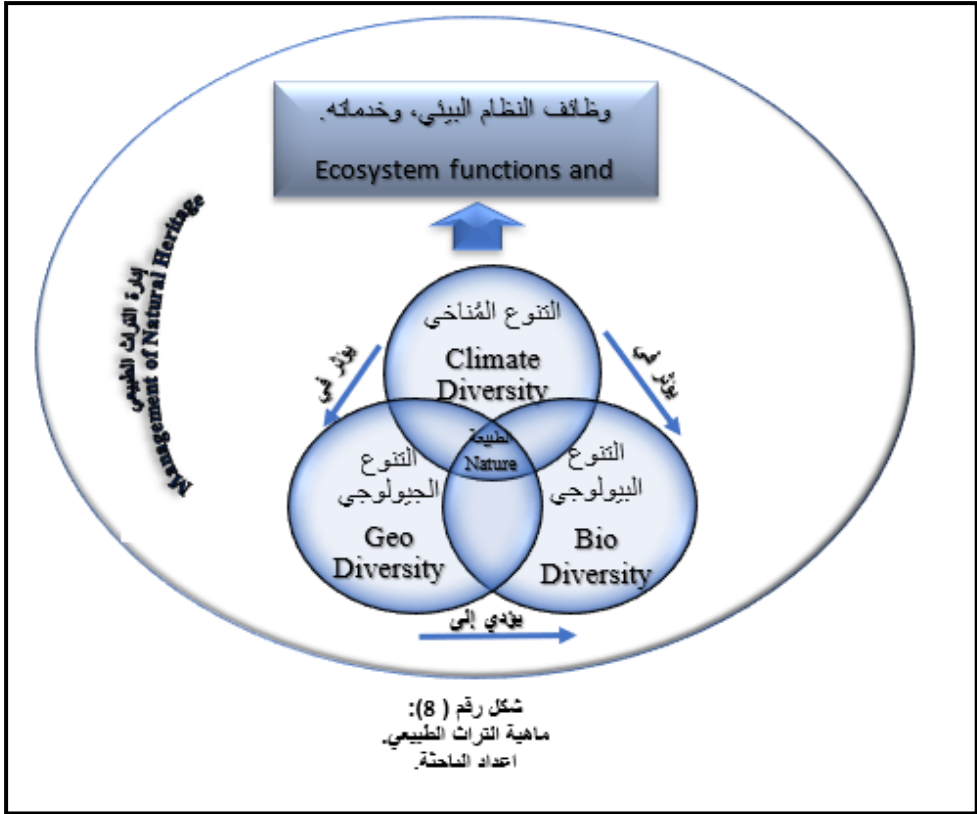 وظائف النظام البيئي، وخدماته.
Ecosystem functions and
إدارة التراث الطبيعي
Management of Natural Heritage
التنوع المُناخي
Climate
Diversity
يؤثر في
يؤثر في
الطبيعة
Nature
التنوع
البيولوجي
Bio
Diversity
التنوع
الجيولوجي
Geo
Diversity
يؤدي إلى
شكل رقم ( 8):
ماهية التراث الطبيعي.
اعداد الباحثة.